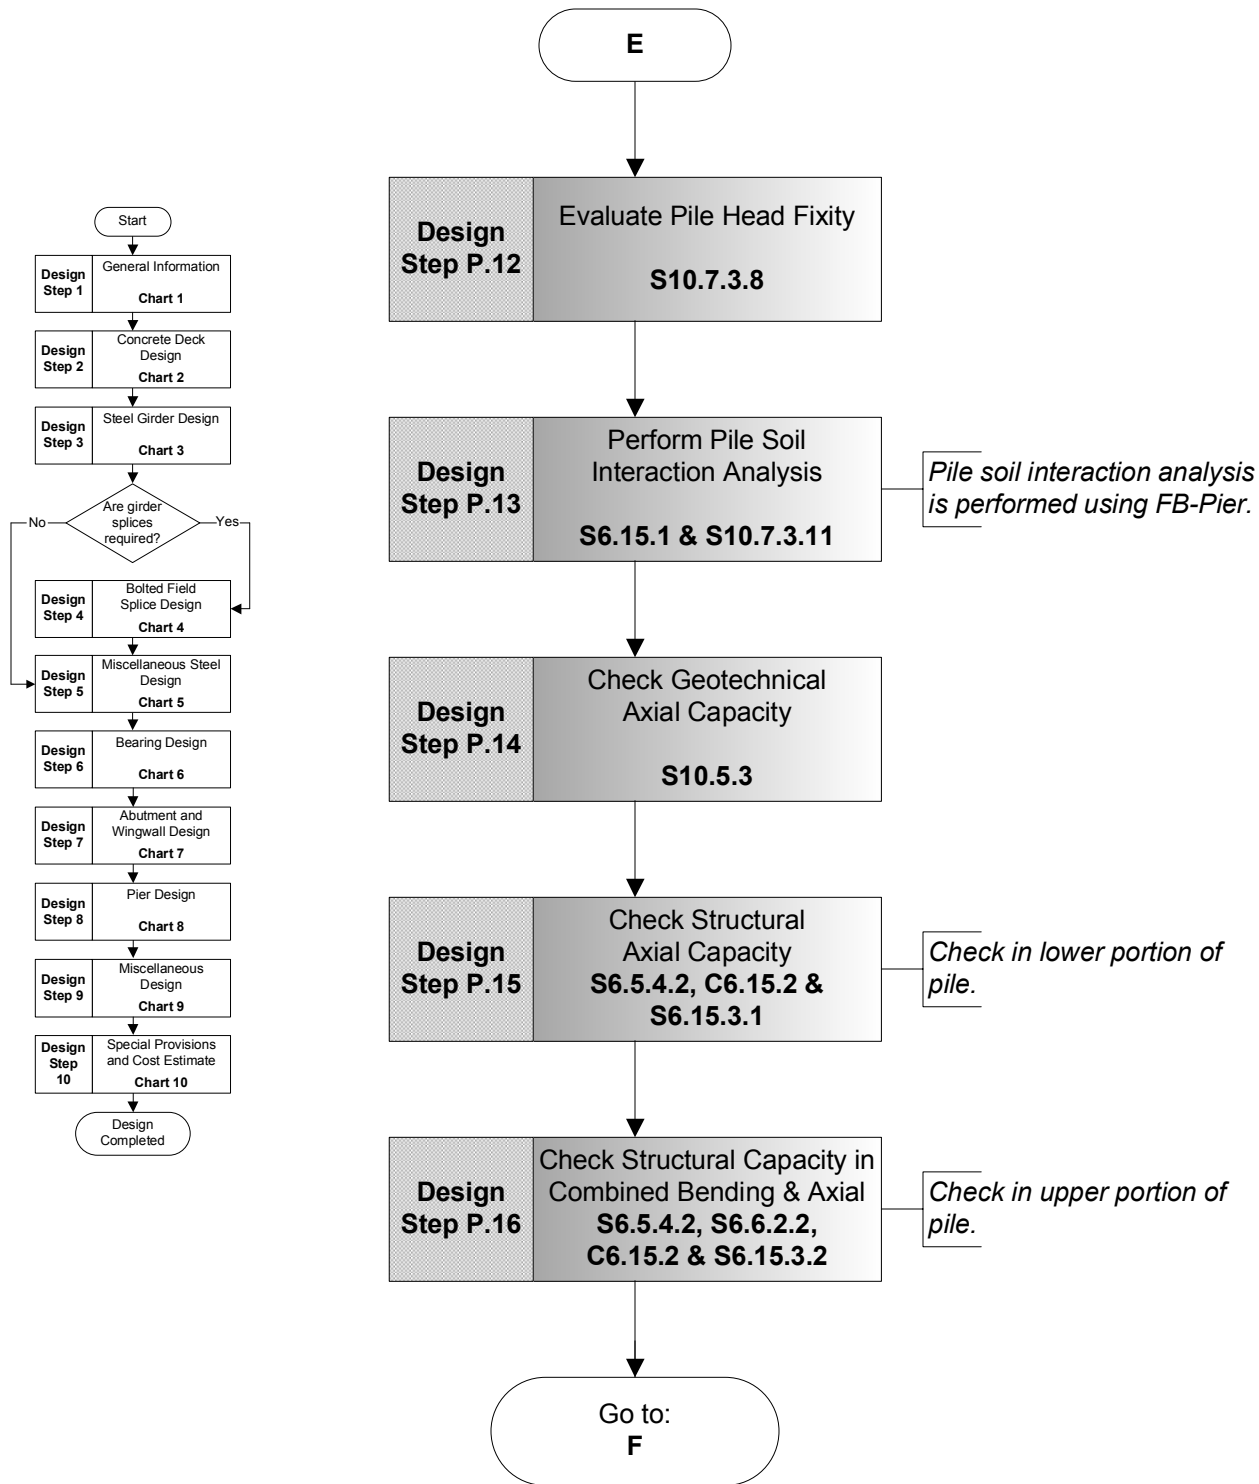 Start
Design
Step 1
General Information
Chart 1
Design
Step 2
Concrete Deck
Design
Chart 2
Design
Step 3
Steel Girder Design
Chart 3
Are girder
splices
required?
No
Yes
Design
Step 4
Bolted Field
Splice Design
Chart 4
Design
Step 5
Miscellaneous Steel
Design
Chart 5
Design
Step 6
Bearing Design
Chart 6
Design
Step 7
Abutment and
Wingwall Design
Chart 7
Design
Step 8
Pier Design
Chart 8
Design
Step 9
Miscellaneous
Design
Chart 9
Design
Step
10
Special Provisions
and Cost Estimate
Chart 10
Design
Completed
E
Design
Step P.12
Evaluate Pile Head Fixity
S10.7.3.8
Design
Step P.13
Perform Pile Soil
Interaction Analysis
S6.15.1 & S10.7.3.11
Pile soil interaction analysis
is performed using FB-Pier.
Design
Step P.14
Check Geotechnical
Axial Capacity
S10.5.3
Design
Step P.15
Check Structural
Axial Capacity
S6.5.4.2, C6.15.2 &
S6.15.3.1
Check in lower portion of
pile.
Design
Step P.16
Check Structural Capacity in
Combined Bending & Axial
S6.5.4.2, S6.6.2.2,
C6.15.2 & S6.15.3.2
Check in upper portion of
pile.
Go to:
F